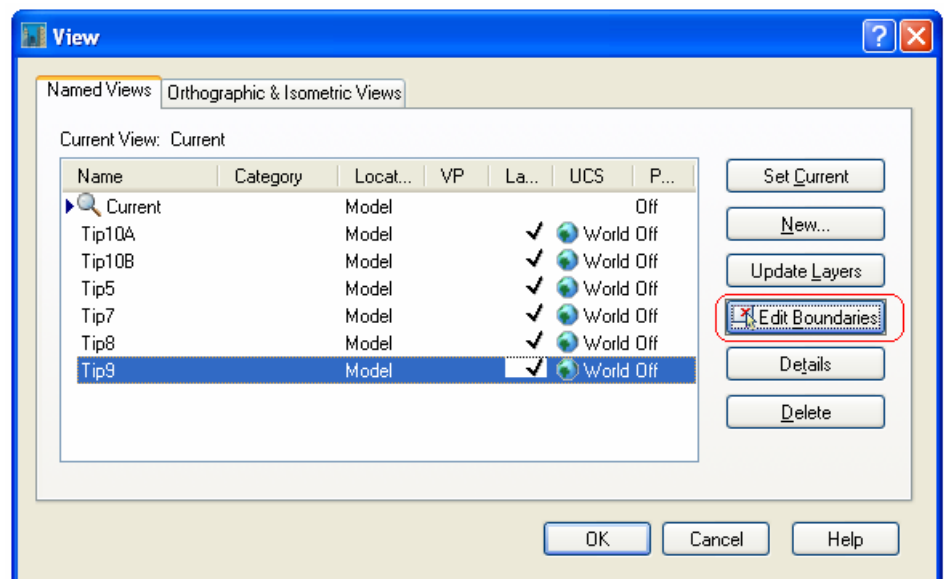 View
Named Views Orthographic & Isometric Views
Current View: Current
Name Category Locat... VP La... UCS P...
Current Model Off
Tip10A Model World Off
Tip10B Model World Off
Tip5 Model World Off
Tip7 Model World Off
Tip8 Model World Off
Tip9 Model World Off
Set Current
New...
Update Layers
Edit Boundaries
Details
Delete
OK Cancel Help